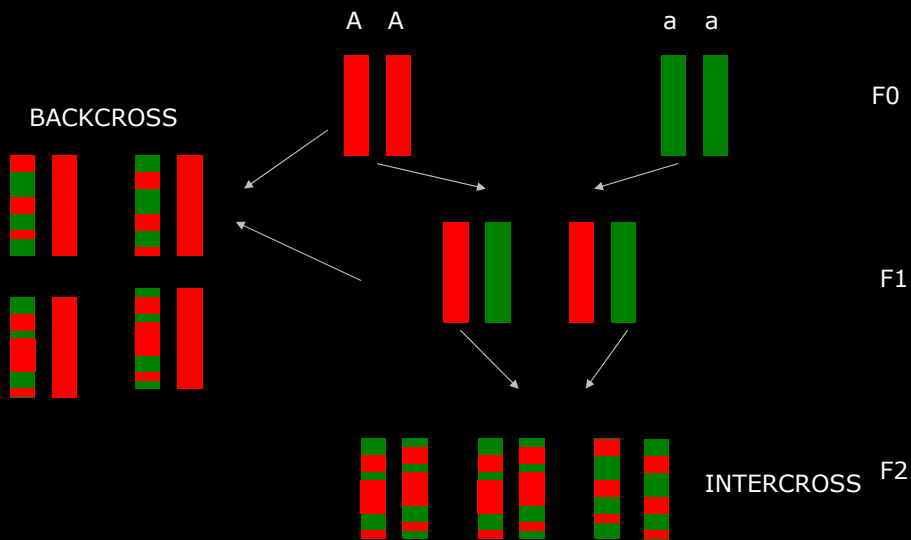 A A
a a
F0
BACKCROSS
F1
F2
INTERCROSS